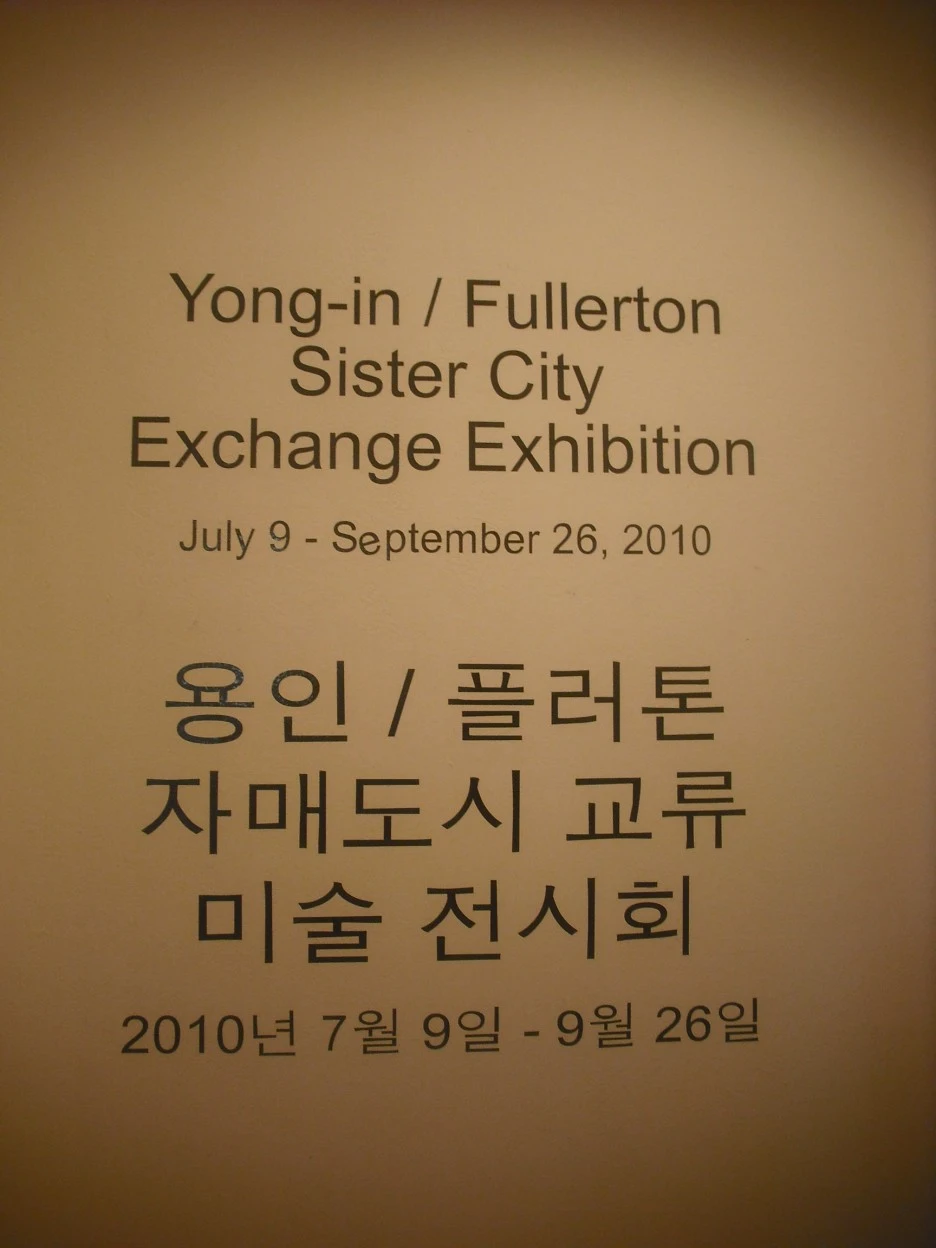 Yong-in / Fullerton
Sister City
Exchange Exhibition
July 9 - September 26, 2010
용인 / 플러톤
자매도시 교류
미술 전시회
2010년 7월 9일 - 9월 26일